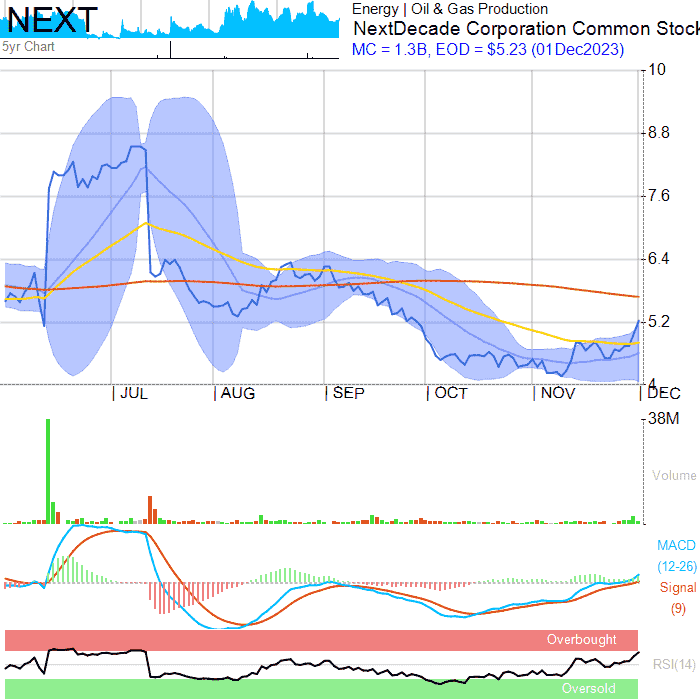 NEXT
5yr Chart
Energy | Oil & Gas Production
NextDecade Corporation Common Stock
MC = 1.3B, EOD = $5.23 (01Dec2023)
10
8.8
7.6
6.4
5.2
4
JUL AUG SEP OCT NOV DEC
38M
Volume
MACD
(12-26)
Signal
(9)
Overbought
RSI(14)
Oversold